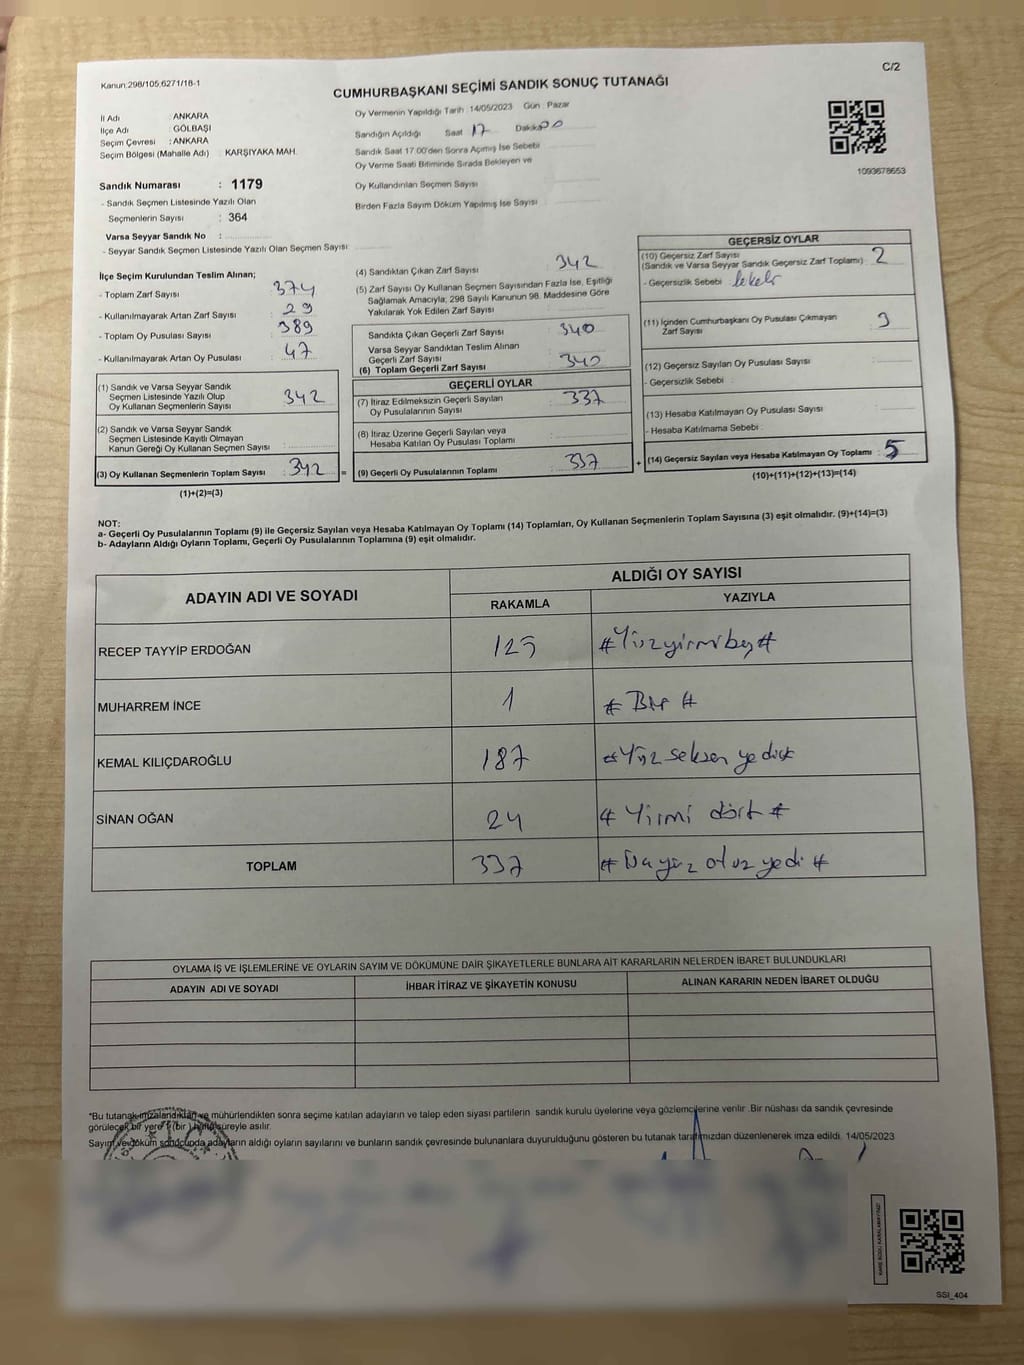 Kanun:298/105,6271/18-1
C/2
CUMHURBAŞKANI SEÇİMİ SANDIK SONUÇ TUTANAĞI
İl Adı : ANKARA
İlçe Adı : GÖLBAŞI
Seçim Çevresi : ANKARA
Seçim Bölgesi (Mahalle Adı) : KARŞIYAKA MAH.
Sandık Numarası : 1179
- Sandık Seçmen Listesinde Yazılı Olan
Seçmenlerin Sayısı : 364
Varsa Seyyar Sandık No :
- Seyyar Sandık Seçmen Listesinde Yazılı Olan Seçmen Sayısı:
Oy Vermenin Yapıldığı Tarih : 14/05/2023 Gün : Pazar
Sandığın Açıldığı Saat 17 Dakika 00
Sandık Saat 17:00'den Sonra Açımış İse Sebebi
Oy Verme Saati Bitiminde Sırada Bekleyen ve
Oy Kullandırılan Seçmen Sayısı
Birden Fazla Sayım Döküm Yapılmış İse Sayısı
1093678653
İlçe Seçim Kurulundan Teslim Alınan;
- Toplam Zarf Sayısı : 374
- Kullanılmayarak Artan Zarf Sayısı : 29
- Toplam Oy Pusulası Sayısı : 389
- Kullanılmayarak Artan Oy Pusulası : 47
(1) Sandık ve Varsa Seyyar Sandık
Seçmen Listesinde Yazılı Olup
Oy Kullanan Seçmenlerin Sayısı : 342
(2) Sandık ve Varsa Seyyar Sandık
Seçmen Listesinde Kayıtlı Olmayan
Kanun Gereği Oy Kullanan Seçmen Sayısı :
(3) Oy Kullanan Seçmenlerin Toplam Sayısı : 342 =
(1)+(2)=(3)
(4) Sandıktan Çıkan Zarf Sayısı : 342
(5) Zarf Sayısı Oy Kullanan Seçmen Sayısından Fazla İse, Eşitliği
Sağlamak Amacıyla; 298 Sayılı Kanunun 98. Maddesine Göre
Yakılarak Yok Edilen Zarf Sayısı :
Sandıkta Çıkan Geçerli Zarf Sayısı : 340
Varsa Seyyar Sandıktan Teslim Alınan
Geçerli Zarf Sayısı :
(6) Toplam Geçerli Zarf Sayısı : 340
GEÇERLİ OYLAR
(7) İtiraz Edilmeksizin Geçerli Sayılan
Oy Pusulalarının Sayısı : 337
(8) İtiraz Üzerine Geçerli Sayılan veya
Hesaba Katılan Oy Pusulası Toplamı :
(9) Geçerli Oy Pusulalarının Toplamı : 337 +
GEÇERSİZ OYLAR
(10) Geçersiz Zarf Sayısı
(Sandık ve Varsa Seyyar Sandık Geçersiz Zarf Toplamı) : 2
- Geçersizlik Sebebi : lekeli
(11) İçinden Cumhurbaşkanı Oy Pusulası Çıkmayan
Zarf Sayısı : 3
(12) Geçersiz Sayılan Oy Pusulası Sayısı :
- Geçersizlik Sebebi :
(13) Hesaba Katılmayan Oy Pusulası Sayısı :
- Hesaba Katılmama Sebebi :
(14) Geçersiz Sayılan veya Hesaba Katılmayan Oy Toplamı : 5
(10)+(11)+(12)+(13)=(14)
NOT:
a- Geçerli Oy Pusulalarının Toplamı (9) ile Geçersiz Sayılan veya Hesaba Katılmayan Oy Toplamı (14) Toplamları, Oy Kullanan Seçmenlerin Toplam Sayısına (3) eşit olmalıdır. (9)+(14)=(3)
b- Adayların Aldığı Oyların Toplamı, Geçerli Oy Pusulalarının Toplamına (9) eşit olmalıdır.
ADAYIN ADI VE SOYADI
ALDIĞI OY SAYISI
RAKAMLA YAZIYLA
RECEP TAYYİP ERDOĞAN 125 #Yüzyirmibeş#
MUHARREM İNCE 1 # Bir #
KEMAL KILIÇDAROĞLU 187 #Yüz seksen yedi#
SİNAN OĞAN 24 # Yirmi dört #
TOPLAM 337 otuz yedi #
OYLAMA İŞ VE İŞLEMLERİNE VE OYLARIN SAYIM VE DÖKÜMÜNE DAİR ŞİKAYETLERLE BUNLARA AİT KARARLARIN NELERDEN İBARET BULUNDUKLARI
ADAYIN ADI VE SOYADI İHBAR İTİRAZ VE ŞİKAYETİN KONUSU ALINAN KARARIN NEDEN İBARET OLDUĞU
*Bu tutanak imzalandıktan ve mühürlendikten sonra seçime katılan adayların ve talep eden siyasi partilerin sandık kurulu üyelerine veya gözlemcilerine verilir .Bir nüshası da sandık çevresinde
görülecek bir yere 1 (bir ) hafta süreyle asılır.
Sayım ve döküm sonucunda adayların aldığı oyların sayılarını ve bunların sandık çevresinde bulunanlara duyurulduğunu gösteren bu tutanak tarafımızdan düzenlenerek imza edildi. 14/05/2023
SSI_404